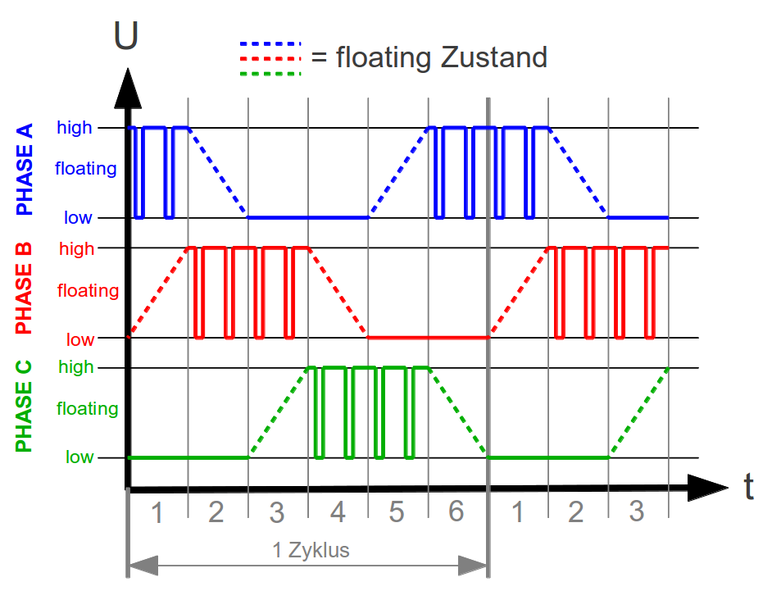 U
= floating Zustand
PHASE A
high
floating
low
PHASE B
high
floating
low
PHASE C
high
floating
low
t
1 2 3 4 5 6 1 2 3
1 Zyklus